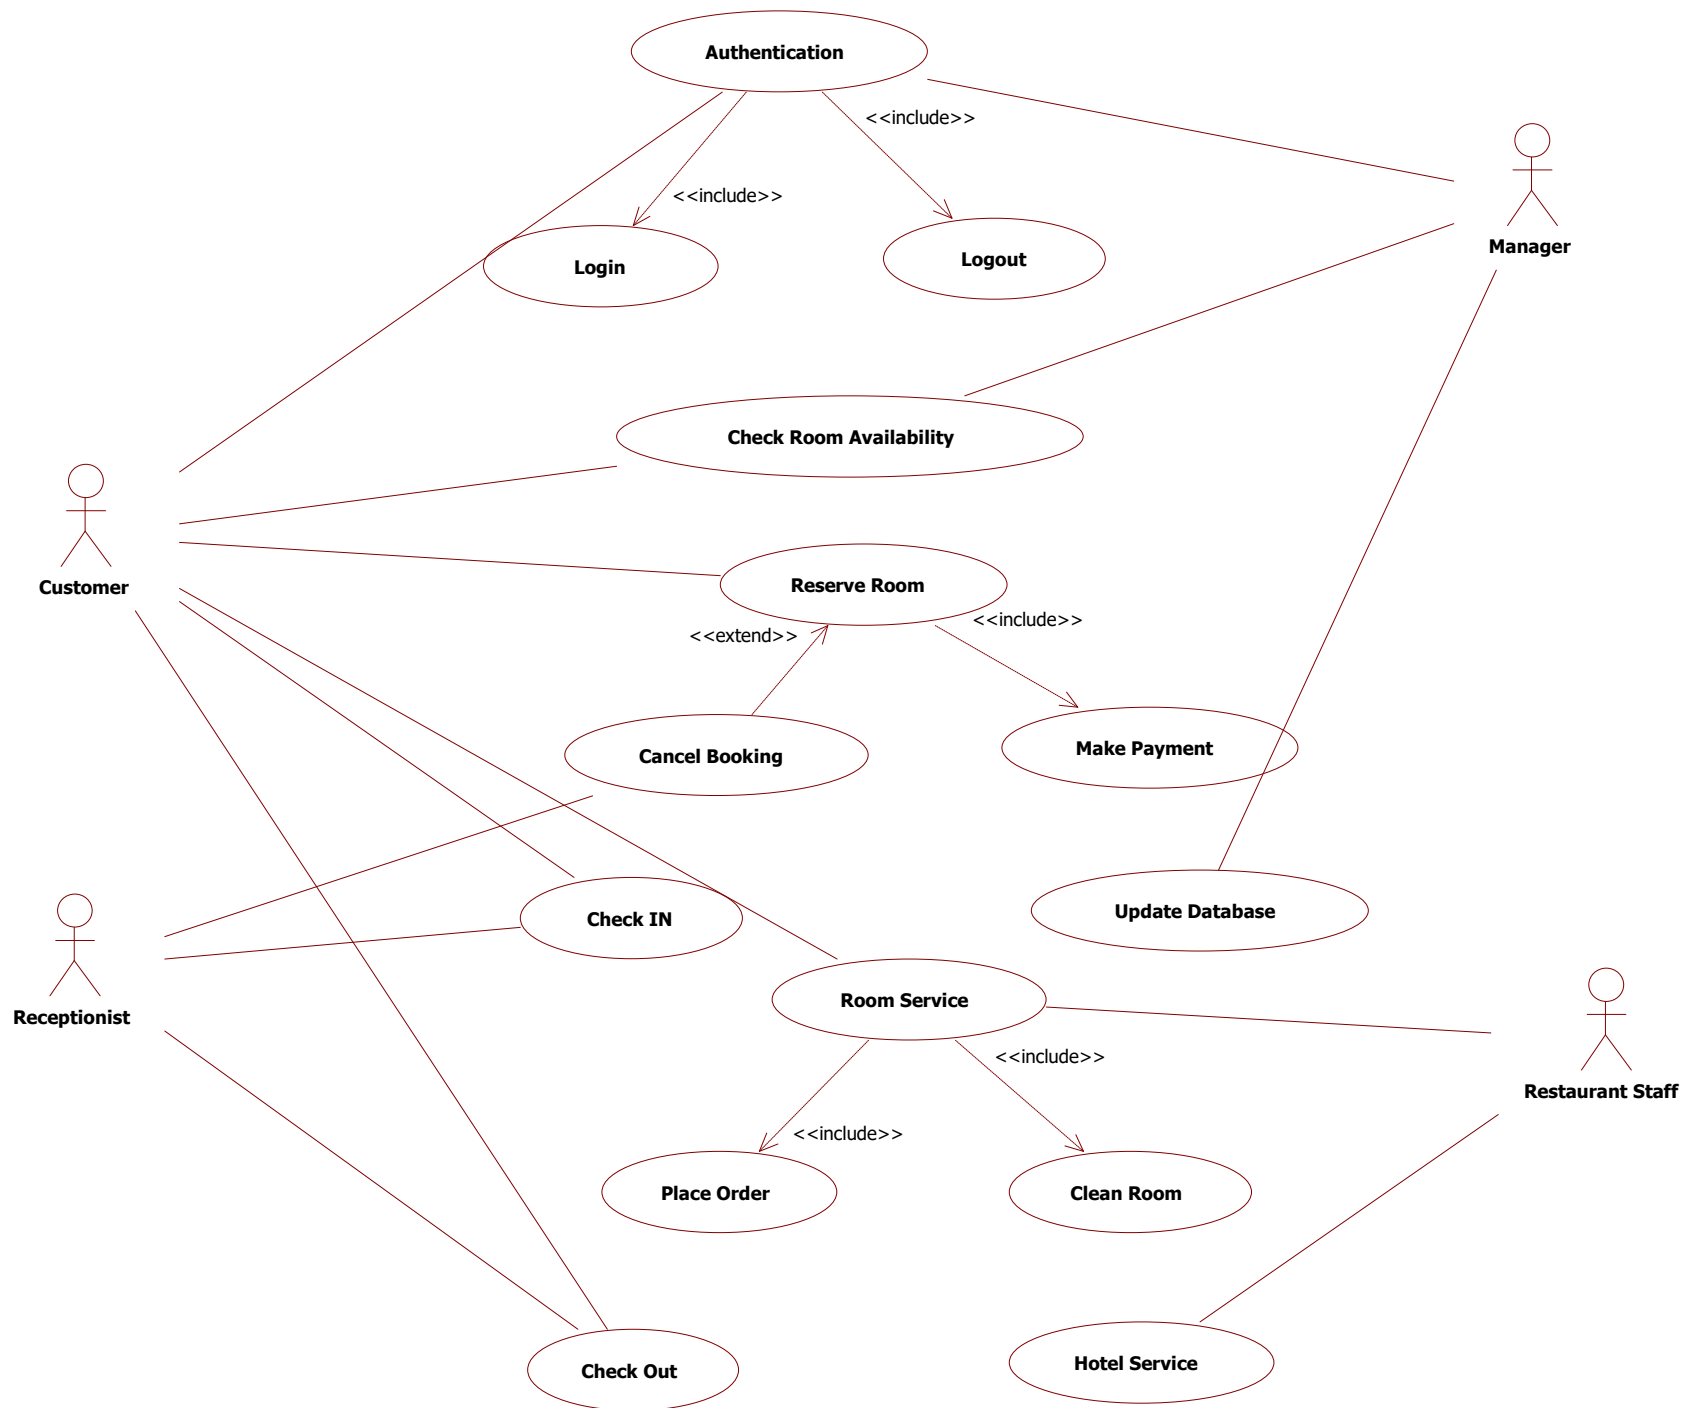 Authentication
<<include>>
<<include>>
Login
Logout
Manager
Check Room Availability
Customer
Reserve Room
<<extend>>
<<include>>
Cancel Booking
Make Payment
Check IN
Update Database
Receptionist
Room Service
<<include>>
Restaurant Staff
<<include>>
Place Order
Clean Room
Check Out
Hotel Service